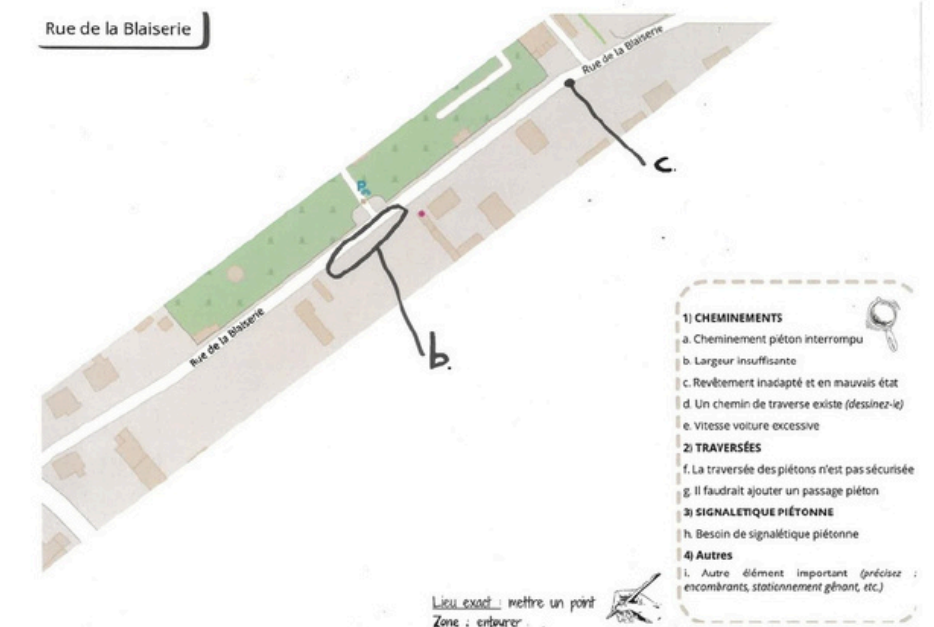 Rue de la Blaiserie
Rue de la Blaiserie
c.
P
Rue de la Blaiserie
b.
1) CHEMINEMENTS
a. Cheminement piéton interrompu
b. Largeur insuffisante
c. Revêtement inadapté et en mauvais état
d. Un chemin de traverse existe (dessinez-le)
e. Vitesse voiture excessive
2) TRAVERSÉES
f. La traversée des piétons n'est pas sécurisée
g. Il faudrait ajouter un passage piéton
3) SIGNALETIQUE PIÉTONNE
h. Besoin de signalétique piétonne
4) Autres
i. Autre élément important (précisez :
encombrants, stationnement gênant, etc.)
Lieu exact : mettre un point
Zone : entourer